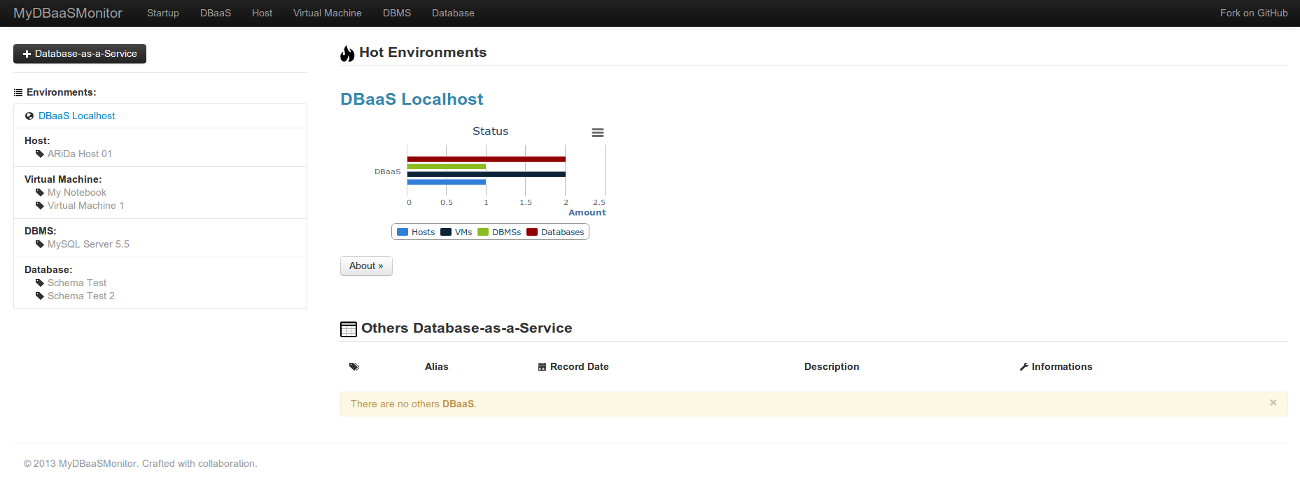 MyDBaaSMonitor Startup DBaaS Host Virtual Machine DBMS Database Fork on GitHub
Database-as-a-Service
Environments:
DBaaS Localhost
Host:
ARiDa Host 01
Virtual Machine:
My Notebook
Virtual Machine 1
DBMS:
MySQL Server 5.5
Database:
Schema Test
Schema Test 2
Hot Environments
DBaaS Localhost
Status
DBaaS
0 0.5 1 1.5 2 2.5
Amount
Hosts VMs DBMSs Databases
About »
Others Database-as-a-Service
Alias Record Date Description Informations
There are no others DBaaS. ×
© 2013 MyDBaaSMonitor. Crafted with collaboration.